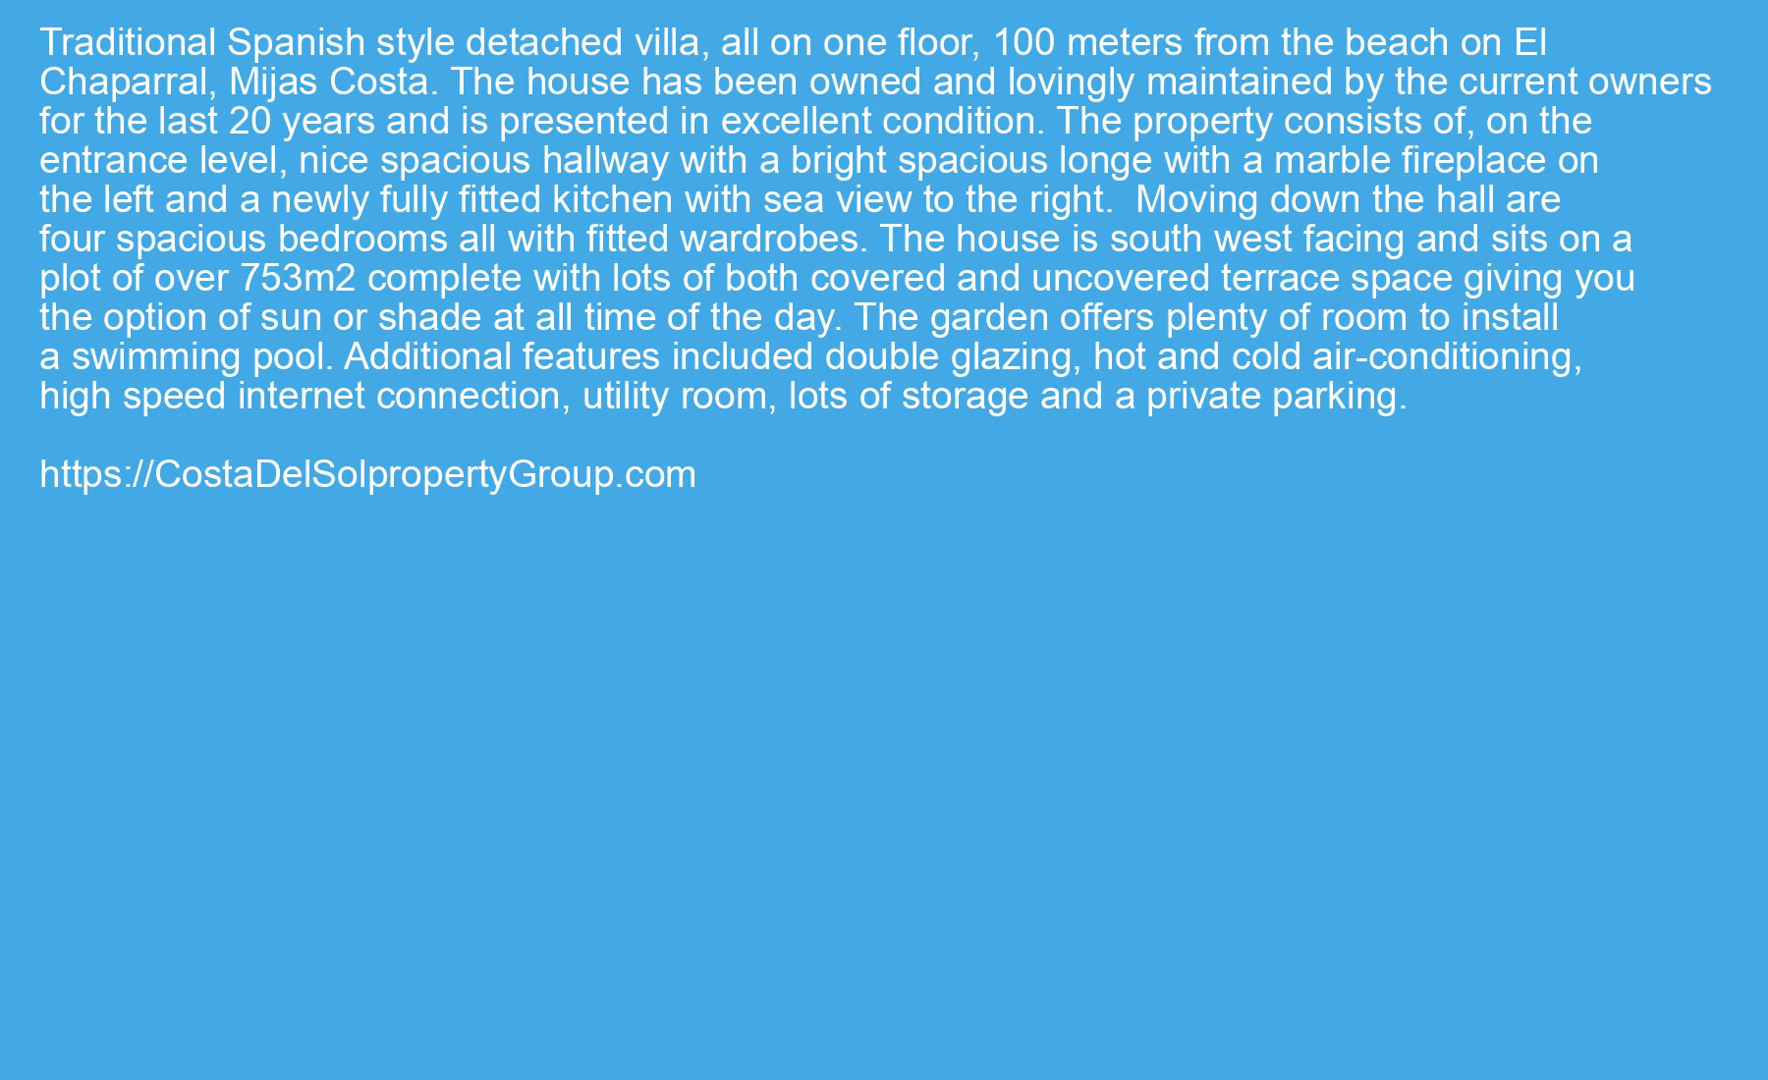 Traditional Spanish style detached villa, all on one floor, 100 meters from the beach on El
Chaparral, Mijas Costa. The house has been owned and lovingly maintained by the current owners
for the last 20 years and is presented in excellent condition. The property consists of, on the
entrance level, nice spacious hallway with a bright spacious longe with a marble fireplace on
the left and a newly fully fitted kitchen with sea view to the right.  Moving down the hall are
four spacious bedrooms all with fitted wardrobes. The house is south west facing and sits on a
plot of over 753m2 complete with lots of both covered and uncovered terrace space giving you
the option of sun or shade at all time of the day. The garden offers plenty of room to install
a swimming pool. Additional features included double glazing, hot and cold air-conditioning,
high speed internet connection, utility room, lots of storage and a private parking.
https://CostaDelSolpropertyGroup.com